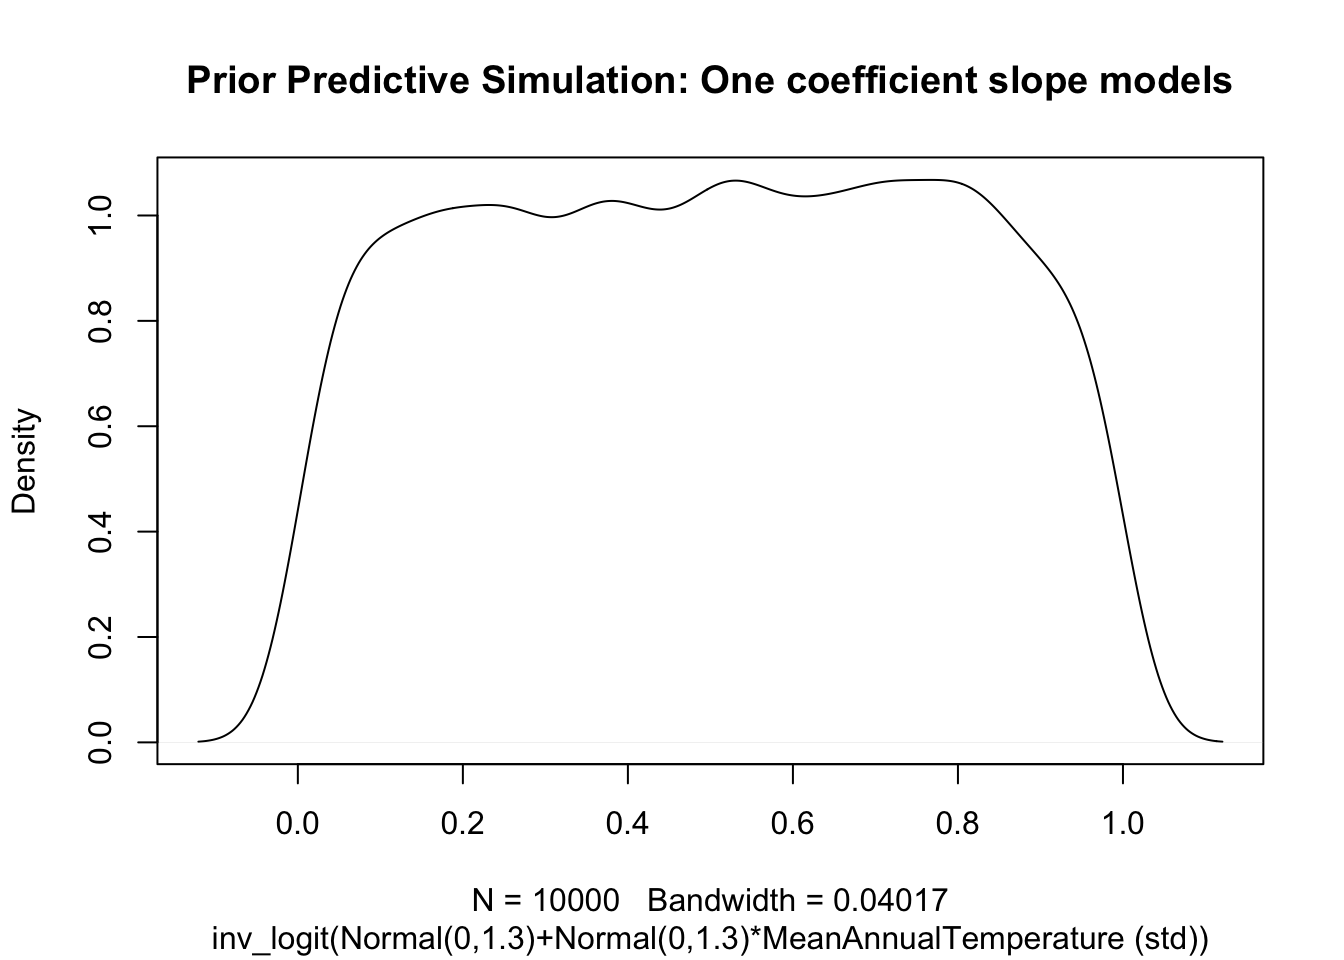 Prior Predictive Simulation: One coefficient slope models
Density
1.0
0.8
0.6
0.4
0.2
0.0
0.0 0.2 0.4 0.6 0.8 1.0
N = 10000 Bandwidth = 0.04017
inv_logit(Normal(0,1.3)+Normal(0,1.3)*MeanAnnualTemperature (std))